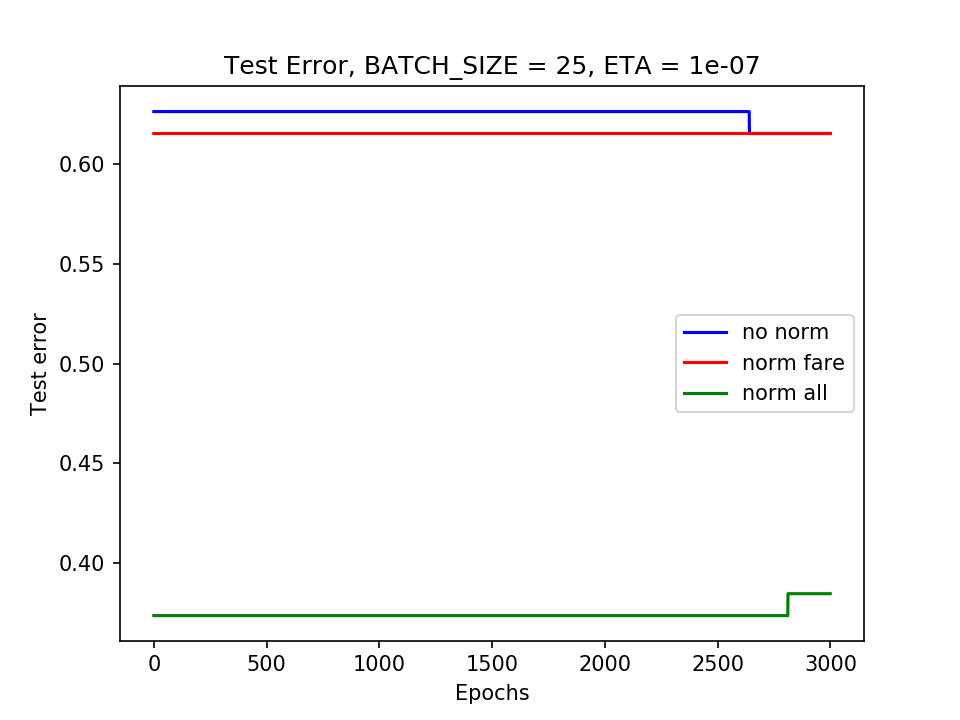 Test Error, BATCH_SIZE = 25, ETA = 1e-07
Test error
0.60
0.55
0.50
0.45
0.40
no norm
norm fare
norm all
0 500 1000 1500 2000 2500 3000
Epochs